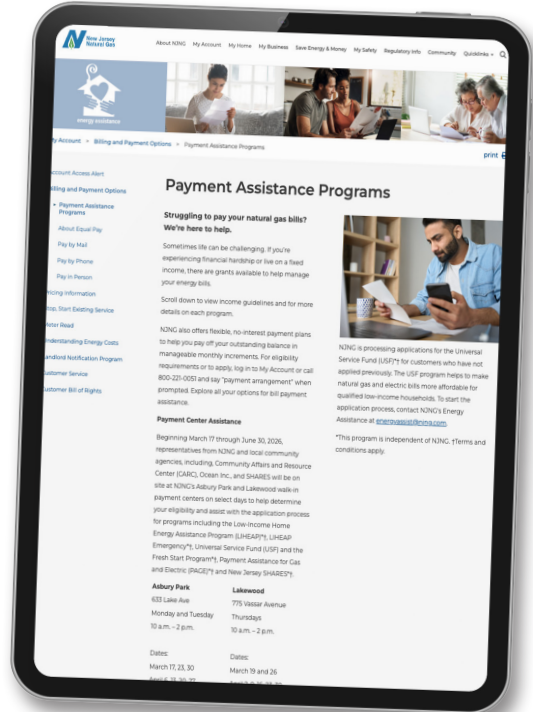 New Jersey
Natural Gas
About NJNG My Account My Home My Business Save Energy & Money My Safety Regulatory Info Community Quicklinks
energy assistance
My Account • Billing and Payment Options • Payment Assistance Programs
print
Account Access Alert
Billing and Payment Options
• Payment Assistance
Programs
About Equal Pay
Pay by Mail
Pay by Phone
Pay In Person
Pricing Information
Stop, Start Existing Service
Meter Read
Understanding Energy Costs
Landlord Notification Program
Customer Service
Customer Bill of Rights
Payment Assistance Programs
Struggling to pay your natural gas bills?
We're here to help.
Sometimes life can be challenging. If you're
experiencing financial hardship or live on a fixed
income, there are grants available to help manage
your energy bills.
Scroll down to view income guidelines and for more
details on each program.
NJNG also offers flexible, no-interest payment plans
to help you pay off your outstanding balance in
manageable monthly increments. For eligibility
requirements or to apply, log in to My Account or call
800-221-0051 and say "payment arrangement" when
prompted. Explore all your options for bill payment
assistance.
Payment Center Assistance
Beginning March 17 through June 30, 2026,
representatives from NJNG and local community
agencies, including, Community Affairs and Resource
Center (CARC), Ocean Inc., and SHARES will be on
site at NJNG's Asbury Park and Lakewood walk-in
payment centers on select days to help determine
your eligibility and assist with the application process
for programs including the Low-Income Home
Energy Assistance Program (LIHEAP)*†, LIHEAP
Emergency*†, Universal Service Fund (USF) and the
Fresh Start Program*†, Payment Assistance for Gas
and Electric (PAGE)*† and New Jersey SHARES*†.
Asbury Park
633 Lake Ave
Monday and Tuesday
10 a.m. – 2 p.m.
Dates:
March 17, 23, 30
Lakewood
775 Vassar Avenue
Thursdays
10 a.m. – 2 p.m.
Dates:
March 19 and 26
NJNG is processing applications for the Universal
Service Fund (USF)*† for customers who have not
applied previously. The USF program helps to make
natural gas and electric bills more affordable for
qualified low-income households. To start the
application process, contact NJNG's Energy
Assistance at energyassist@njng.com.
*This program is independent of NJNG. †Terms and
conditions apply.